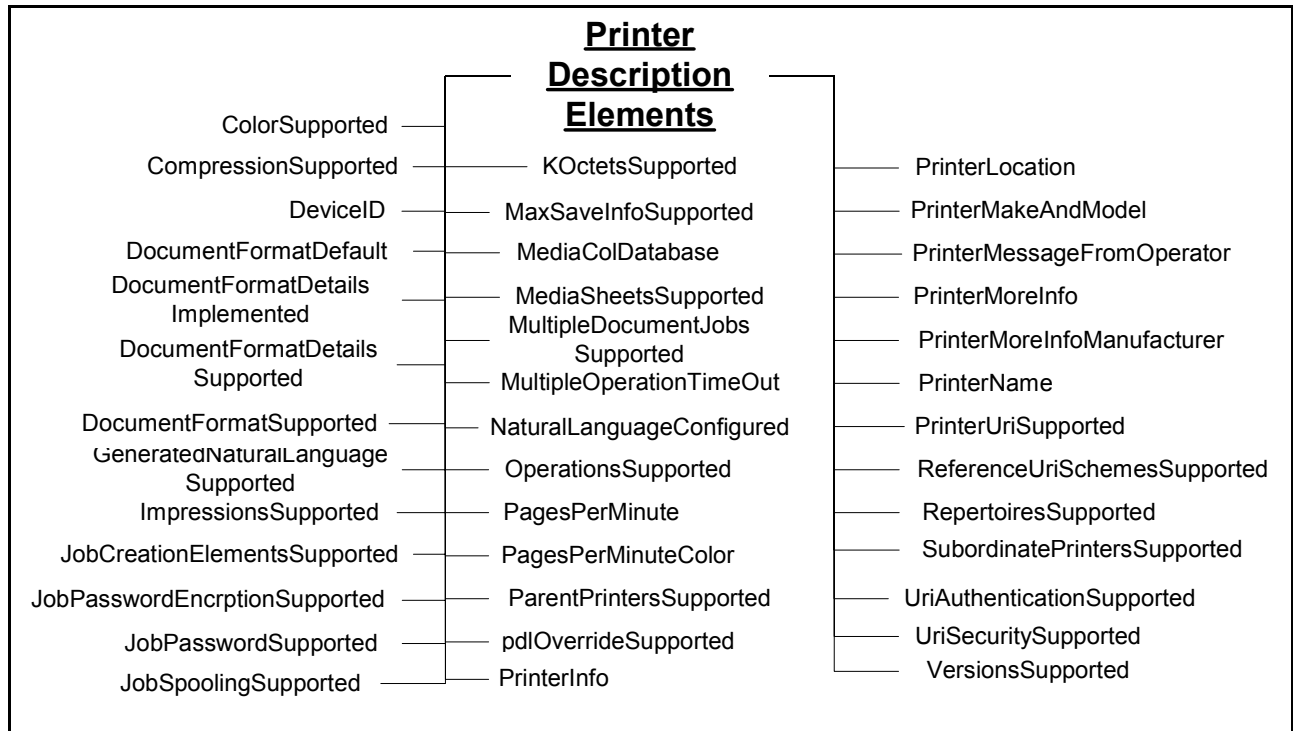 Printer
Description
Elements
ColorSupported
CompressionSupported
DeviceID
DocumentFormatDefault
DocumentFormatDetails
Implemented
DocumentFormatDetails
Supported
DocumentFormatSupported
GeneratedNaturalLanguage
Supported
ImpressionsSupported
JobCreationElementsSupported
JobPasswordEncrptionSupported
JobPasswordSupported
JobSpoolingSupported
KOctetsSupported
MaxSaveInfoSupported
MediaColDatabase
MediaSheetsSupported
MultipleDocumentJobs
Supported
MultipleOperationTimeOut
NaturalLanguageConfigured
OperationsSupported
PagesPerMinute
PagesPerMinuteColor
ParentPrintersSupported
pdlOverrideSupported
PrinterInfo
PrinterLocation
PrinterMakeAndModel
PrinterMessageFromOperator
PrinterMoreInfo
PrinterMoreInfoManufacturer
PrinterName
PrinterUriSupported
ReferenceUriSchemesSupported
RepertoiresSupported
SubordinatePrintersSupported
UriAuthenticationSupported
UriSecuritySupported
VersionsSupported